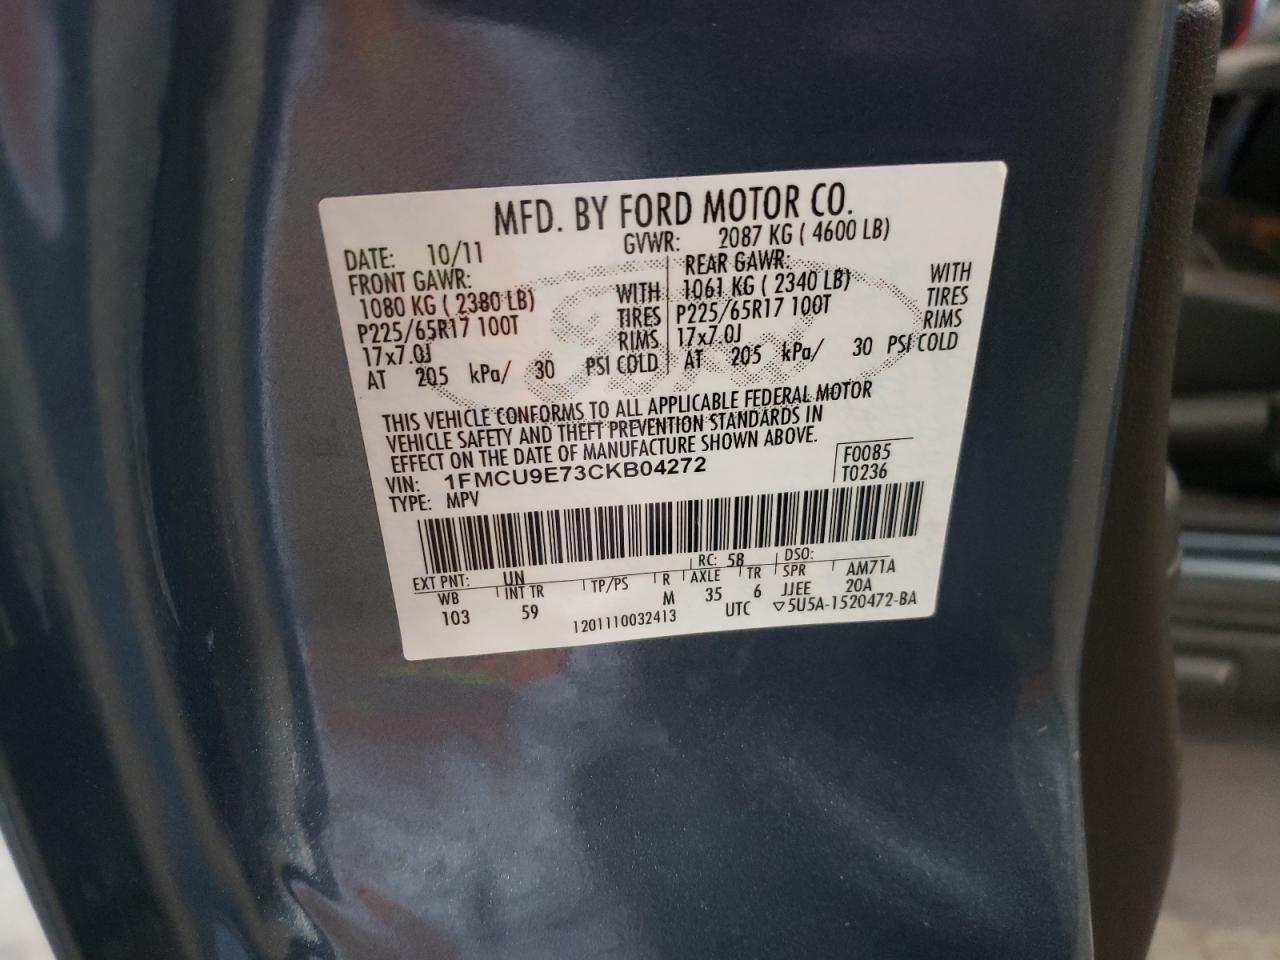 MFD. BY FORD MOTOR CO.
DATE: 10/11 GVWR: 2087 KG ( 4600 LB)
FRONT GAWR: REAR GAWR:
1080 KG ( 2380 LB) WITH 1061 KG ( 2340 LB) WITH
P225/65R17 100T TIRES P225/65R17 100T TIRES
17x7.0J RIMS 17x7.0J RIMS
AT 205 kPa/ 30 PSI COLD AT 205 kPa/ 30 PSI COLD
THIS VEHICLE CONFORMS TO ALL APPLICABLE FEDERAL MOTOR
VEHICLE SAFETY AND THEFT PREVENTION STANDARDS IN
EFFECT ON THE DATE OF MANUFACTURE SHOWN ABOVE.
VIN: 1FMCU9E73CKB04272 F0085
TYPE: MPV T0236
EXT PNT: UN RC: 58 DSO:
WB INT TR TP/PS R AXLE TR SPR AM71A
103 59 M 35 6 JJEE 20A
1201110032413 UTC ▽5U5A-1520472-BA
Ford